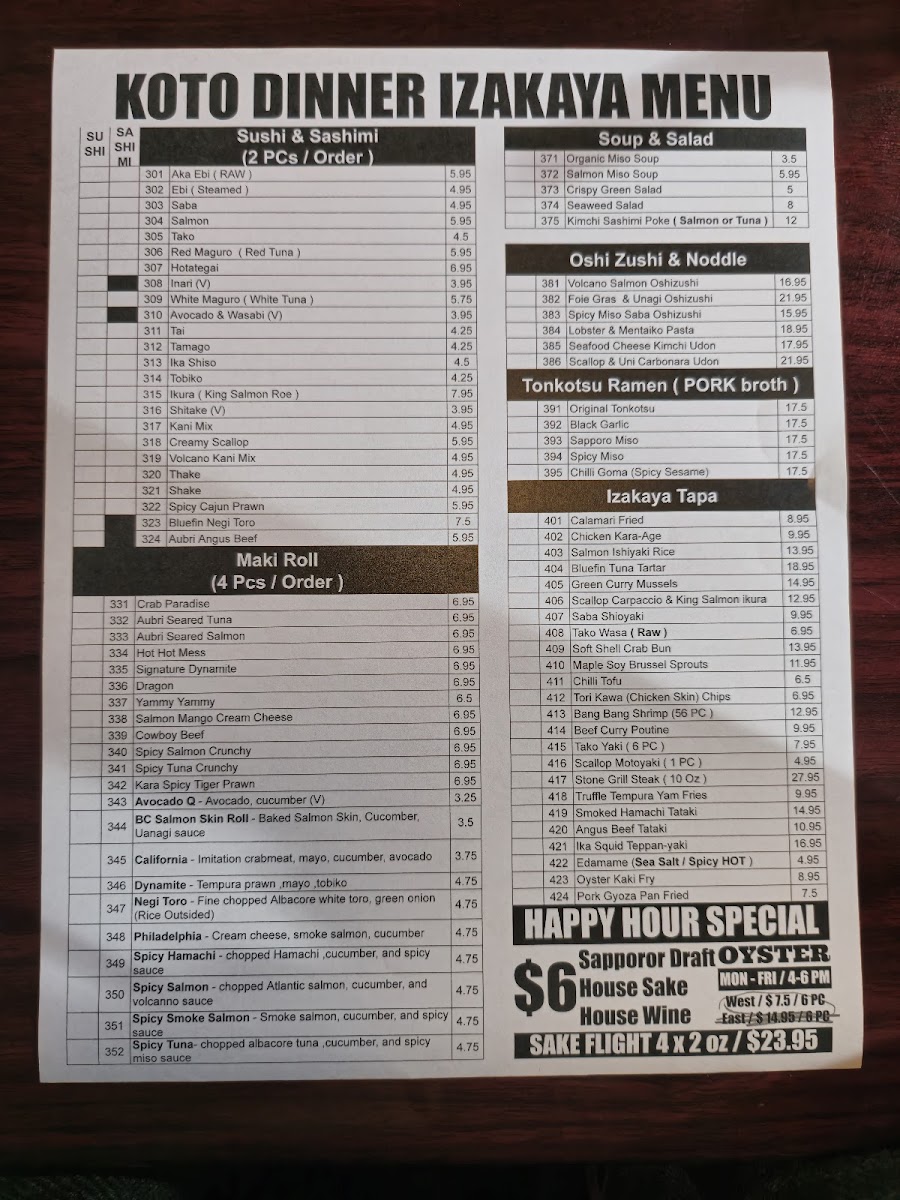 KOTO DINNER IZAKAYA MENU
SU
SHI
SA
SHI
MI
Sushi & Sashimi
(2 PCs / Order )
301 Aka Ebi ( RAW ) 5.95
302 Ebi ( Steamed ) 4.95
303 Saba 4.95
304 Salmon 5.95
305 Tako 4.5
306 Red Maguro ( Red Tuna ) 5.95
307 Hotategai 6.95
308 Inari (V) 3.95
309 White Maguro ( White Tuna ) 5.75
310 Avocado & Wasabi (V) 3.95
311 Tai 4.25
312 Tamago 4.25
313 Ika Shiso 4.5
314 Tobiko 4.25
315 Ikura ( King Salmon Roe ) 7.95
316 Shitake (V) 3.95
317 Kani Mix 4.95
318 Creamy Scallop 5.95
319 Volcano Kani Mix 4.95
320 Thake 4.95
321 Shake 4.95
322 Spicy Cajun Prawn 5.95
323 Bluefin Negi Toro 7.5
324 Aubri Angus Beef 5.95
Maki Roll
(4 Pcs / Order )
331 Crab Paradise 6.95
332 Aubri Seared Tuna 6.95
333 Aubri Seared Salmon 6.95
334 Hot Hot Mess 6.95
335 Signature Dynamite 6.95
336 Dragon 6.95
337 Yammy Yammy 6.5
338 Salmon Mango Cream Cheese 6.95
339 Cowboy Beef 6.95
340 Spicy Salmon Crunchy 6.95
341 Spicy Tuna Crunchy 6.95
342 Kara Spicy Tiger Prawn 6.95
343 Avocado Q - Avocado, cucumber (V) 3.25
344 BC Salmon Skin Roll - Baked Salmon Skin, Cucomber, 3.5
Uanagi sauce
345 California - Imitation crabmeat, mayo, cucumber, avocado 3.75
346 Dynamite - Tempura prawn ,mayo ,tobiko 4.75
347 Negi Toro - Fine chopped Albacore white toro, green onion 4.75
(Rice Outsided)
348 Philadelphia - Cream cheese, smoke salmon, cucumber 4.75
349 Spicy Hamachi - chopped Hamachi ,cucumber, and spicy 4.75
sauce
350 Spicy Salmon - chopped Atlantic salmon, cucumber, and 4.75
volcanno sauce
351 Spicy Smoke Salmon - Smoke salmon, cucumber, and spicy 4.75
sauce
352 Spicy Tuna- chopped albacore tuna ,cucumber, and spicy 4.75
miso sauce
Soup & Salad
371 Organic Miso Soup 3.5
372 Salmon Miso Soup 5.95
373 Crispy Green Salad 5
374 Seaweed Salad 8
375 Kimchi Sashimi Poke ( Salmon or Tuna ) 12
Oshi Zushi & Noddle
381 Volcano Salmon Oshizushi 16.95
382 Foie Gras & Unagi Oshizushi 21.95
383 Spicy Miso Saba Oshizushi 15.95
384 Lobster & Mentaiko Pasta 18.95
385 Seafood Cheese Kimchi Udon 17.95
386 Scallop & Uni Carbonara Udon 21.95
Tonkotsu Ramen ( PORK broth )
391 Original Tonkotsu 17.5
392 Black Garlic 17.5
393 Sapporo Miso 17.5
394 Spicy Miso 17.5
395 Chilli Goma (Spicy Sesame) 17.5
Izakaya Tapa
401 Calamari Fried 8.95
402 Chicken Kara-Age 9.95
403 Salmon Ishiyaki Rice 13.95
404 Bluefin Tuna Tartar 18.95
405 Green Curry Mussels 14.95
406 Scallop Carpaccio & King Salmon ikura 12.95
407 Saba Shioyaki 9.95
408 Tako Wasa ( Raw ) 6.95
409 Soft Shell Crab Bun 13.95
410 Maple Soy Brussel Sprouts 11.95
411 Chilli Tofu 6.5
412 Tori Kawa (Chicken Skin) Chips 6.95
413 Bang Bang Shrimp (56 PC ) 12.95
414 Beef Curry Poutine 9.95
415 Tako Yaki ( 6 PC ) 7.95
416 Scallop Motoyaki ( 1 PC ) 4.95
417 Stone Grill Steak ( 10 Oz ) 27.95
418 Truffle Tempura Yam Fries 9.95
419 Smoked Hamachi Tataki 14.95
420 Angus Beef Tataki 10.95
421 Ika Squid Teppan-yaki 16.95
422 Edamame (Sea Salt / Spicy HOT ) 4.95
423 Oyster Kaki Fry 8.95
424 Pork Gyoza Pan Fried 7.5
HAPPY HOUR SPECIAL
$6
Sapporor Draft
House Sake
House Wine
OYSTER
MON - FRI / 4-6 PM
West / $ 7.5 / 6 PC
East / $ 14.95 / 6 PC
SAKE FLIGHT 4 x 2 oz / $23.95